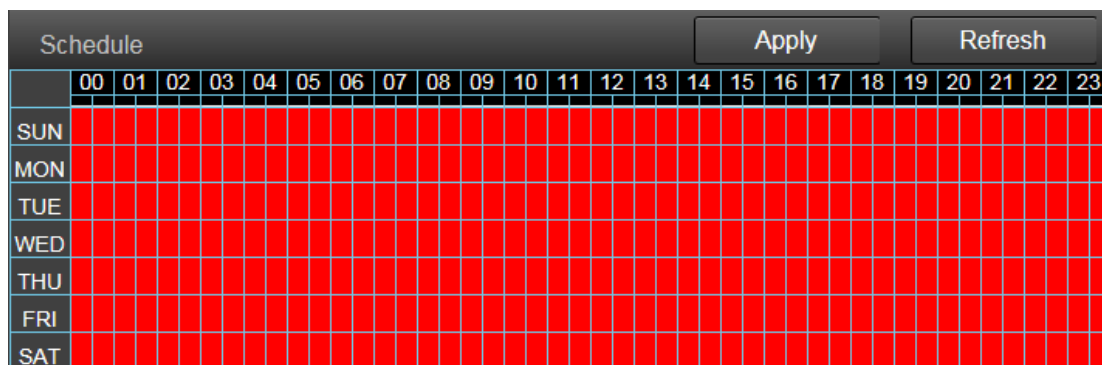 Schedule Apply Refresh
00 01 02 03 04 05 06 07 08 09 10 11 12 13 14 15 16 17 18 19 20 21 22 23
SUN
MON
TUE
WED
THU
FRI
SAT